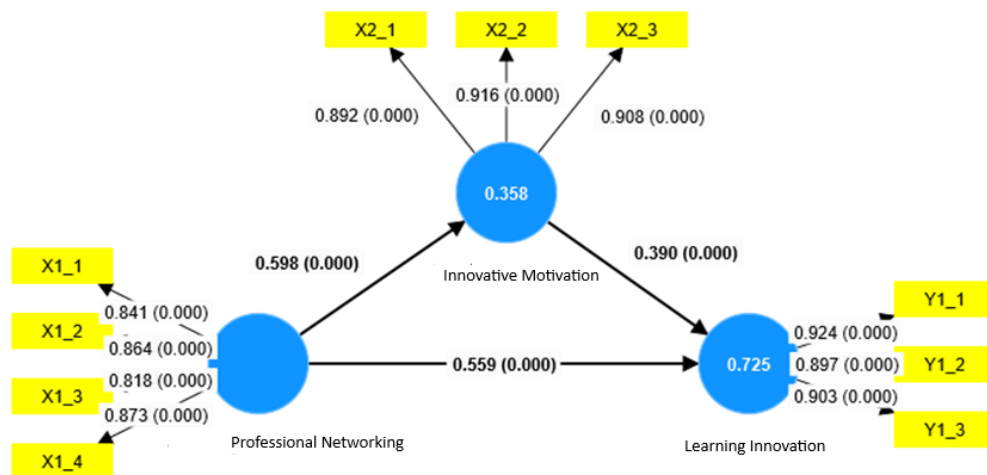 X2_1
X2_2
X2_3
0.892 (0.000)
0.916 (0.000)
0.908 (0.000)
0.358
0.598 (0.000)
0.390 (0.000)
Innovative Motivation
X1_1
X1_2
X1_3
X1_4
0.841 (0.000)
0.864 (0.000)
0.818 (0.000)
0.873 (0.000)
0.559 (0.000)
0.725
0.924 (0.000)
0.897 (0.000)
0.903 (0.000)
Y1_1
Y1_2
Y1_3
Professional Networking
Learning Innovation